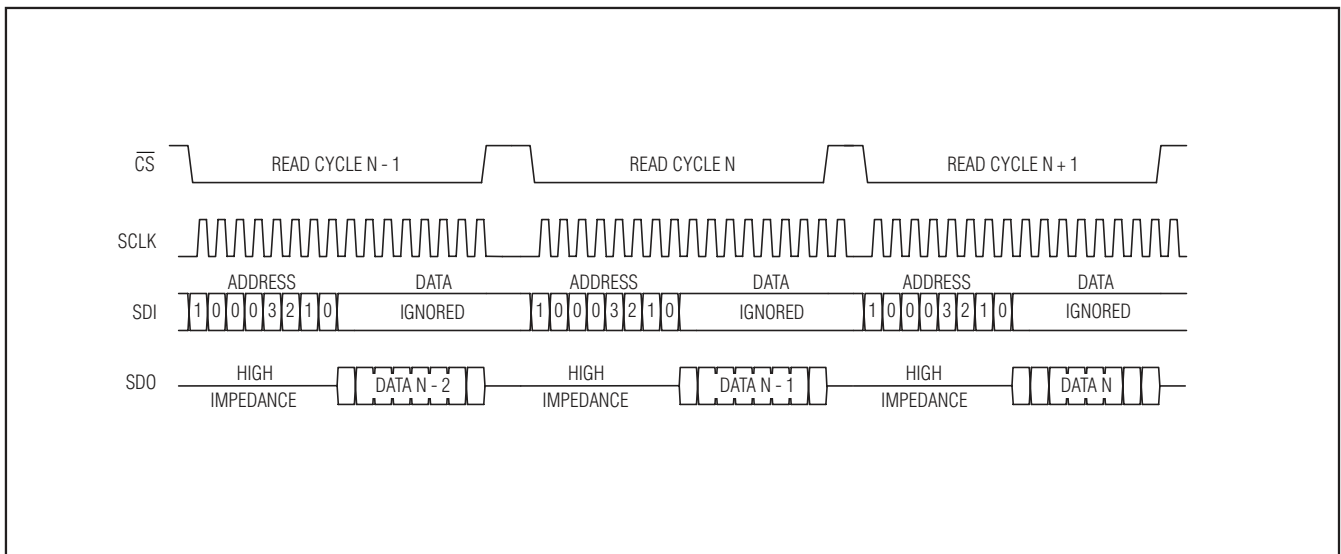 CS READ CYCLE N - 1 READ CYCLE N READ CYCLE N + 1
SCLK
ADDRESS DATA ADDRESS DATA ADDRESS DATA
SDI 1 0 0 0 3 2 1 0 IGNORED 1 0 0 0 3 2 1 0 IGNORED 1 0 0 0 3 2 1 0 IGNORED
SDO HIGH IMPEDANCE DATA N - 2 HIGH IMPEDANCE DATA N - 1 HIGH IMPEDANCE DATA N